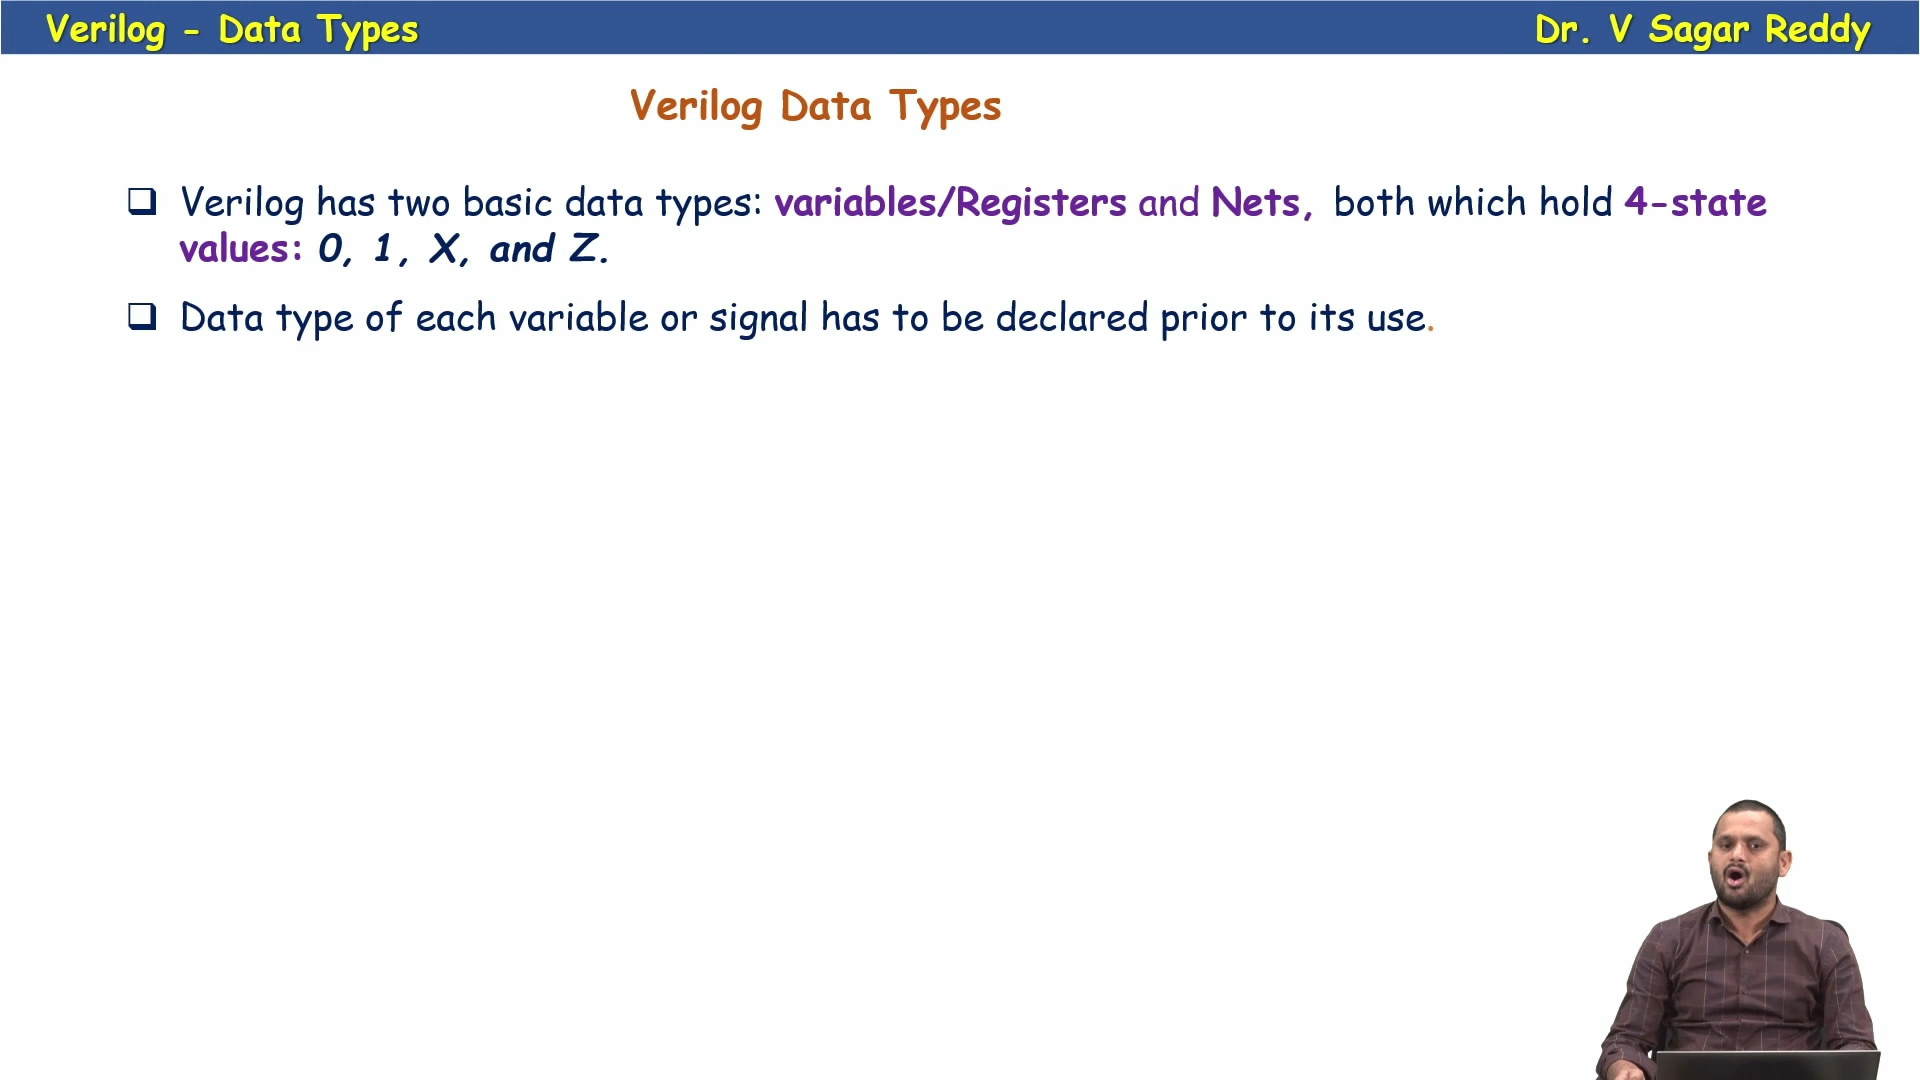 Verilog - Data Types
Dr. V Sagar Reddy
Verilog Data Types
Verilog has two basic data types: variables/Registers and Nets, both which hold 4-state
values: 0, 1, X, and Z.
Data type of each variable or signal has to be declared prior to its use.